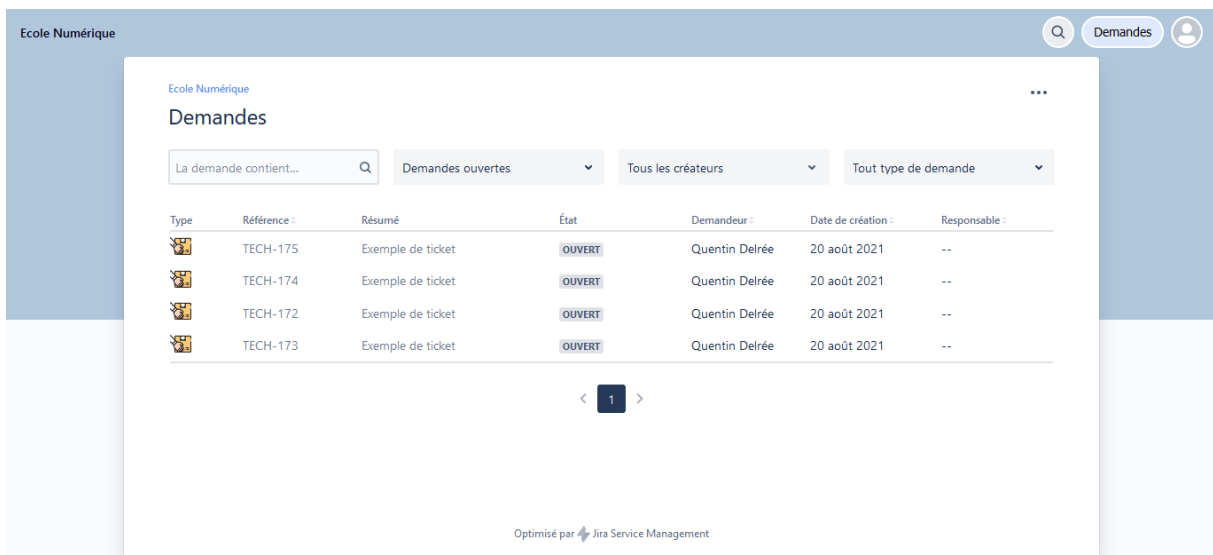 Ecole Numérique
Demandes
Ecole Numérique
Demandes
La demande contient... Demandes ouvertes Tous les créateurs Tout type de demande
Type Référence Résumé État Demandeur Date de création Responsable
TECH-175 Exemple de ticket OUVERT Quentin Delrée 20 août 2021 --
TECH-174 Exemple de ticket OUVERT Quentin Delrée 20 août 2021 --
TECH-172 Exemple de ticket OUVERT Quentin Delrée 20 août 2021 --
TECH-173 Exemple de ticket OUVERT Quentin Delrée 20 août 2021 --
1
Optimisé par Jira Service Management